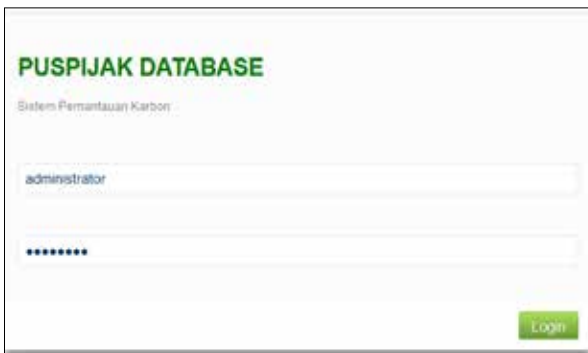 PUSPIJAK DATABASE
Sistem Pemantauan Karbon
administrator
••••••••
Login